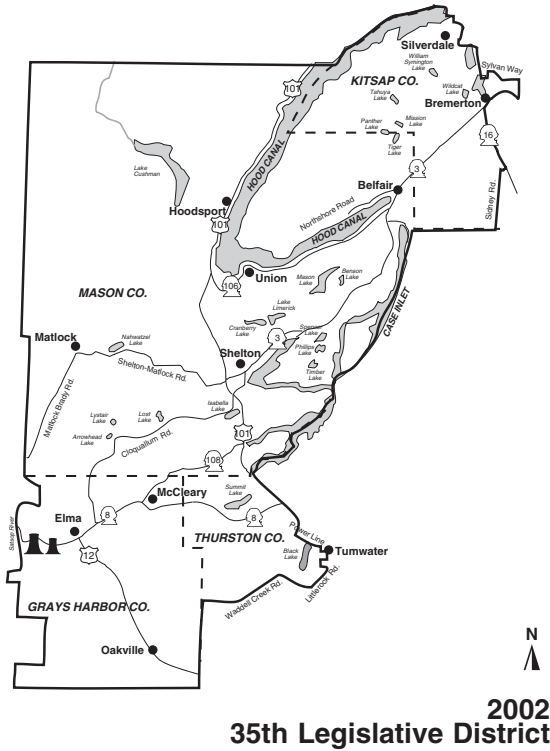 Silverdale
William
Symington
Lake
Sylvan Way
101
KITSAP CO.
Wildcat
Lake
Tahuya
Lake
Bremerton
Panther
Lake
Mission
Lake
16
Tiger
Lake
HOOD CANAL
3
Lake
Cushman
Belfair
Sidney Rd.
Hoodsport
Northshore Road
101
HOOD CANAL
Union
106
Mason
Lake
Benson
Lake
MASON CO.
CASE INLET
Lake
Limerick
Cranberry
Lake
Matlock
Nahwatzel
Lake
3
Spencer
Lake
Shelton
Phillips
Lake
Shelton-Matlock Rd.
Timber
Lake
Matlock Brady Rd.
Isabella
Lake
Lystair
Lake
Lost
Lake
Arrowhead
Lake
Cloquallum Rd.
101
108
McCleary
Summit
Lake
Elma
8
8
Satsop River
THURSTON CO.
Power Line
Black
Lake
Tumwater
12
Littlerock Rd.
Waddell Creek Rd.
GRAYS HARBOR CO.
Oakville
N
2002
35th Legislative District